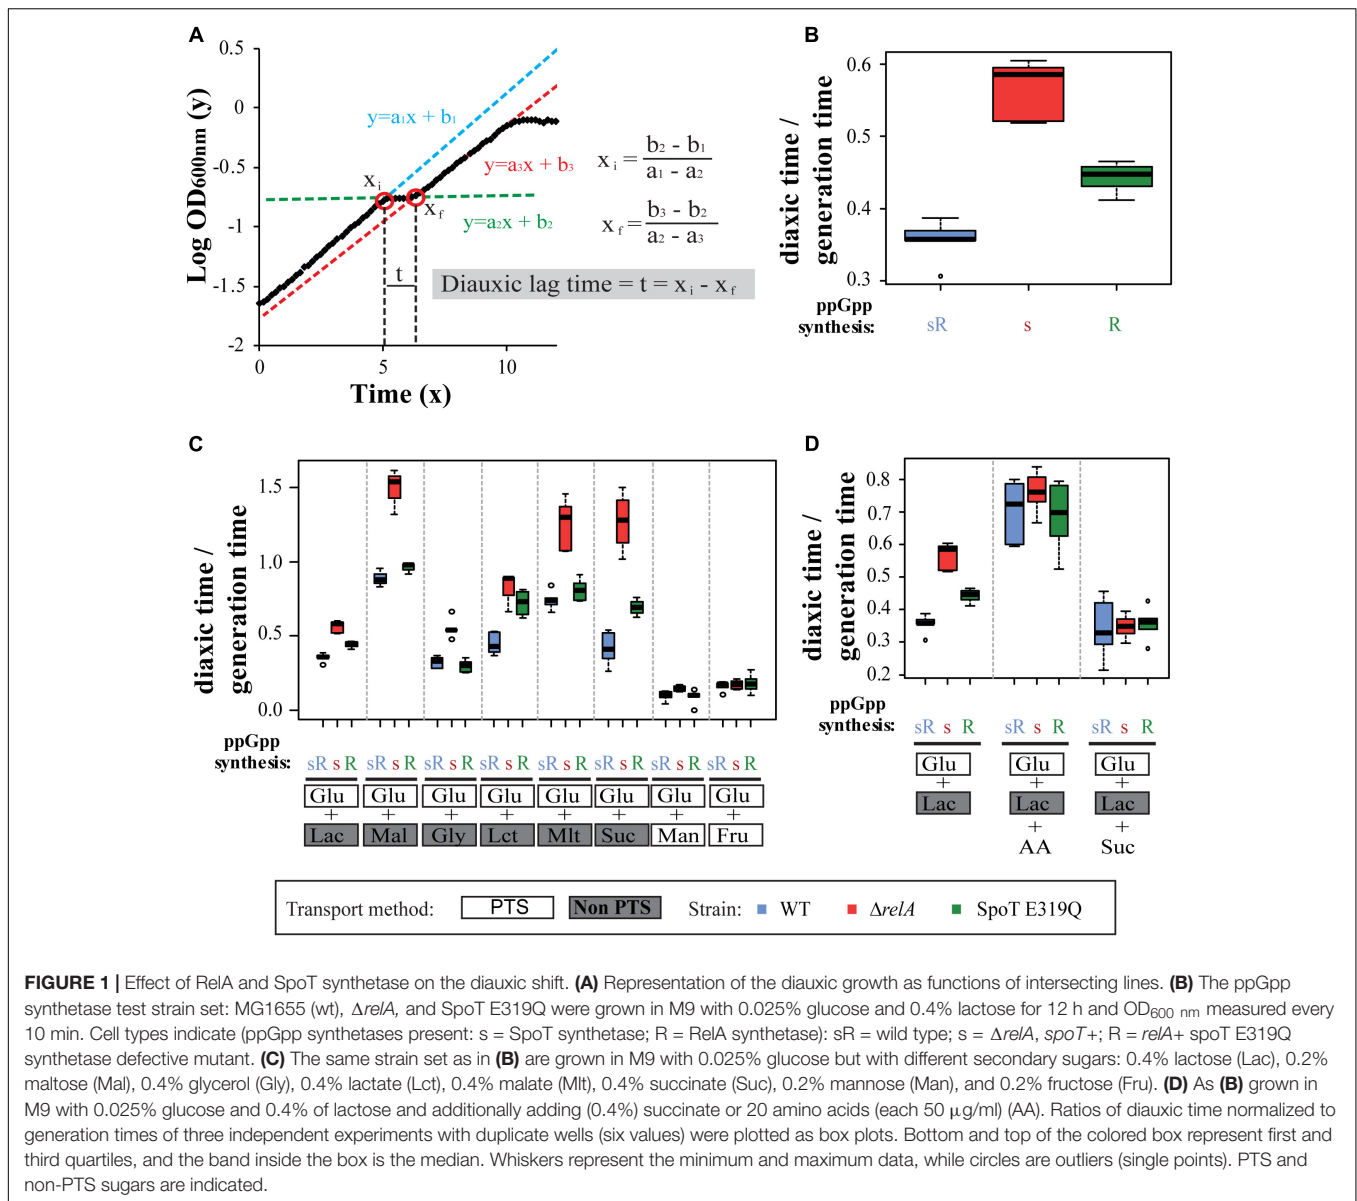 A
0.5
0
-0.5
-1
-1.5
-2
Log OD600nm (y)
0
5
10
Time (x)
y=a1x + b1
y=a3x + b3
y=a2x + b2
xi
xf
t
xi = b2 - b1 / a1 - a2
xf = b3 - b2 / a2 - a3
Diauxic lag time = t = xi - xf
B
0.6
0.5
0.4
0.3
diaxic time /
generation time
ppGpp
synthesis:
sR s R
C
1.5
1.0
0.5
0.0
diaxic time /
generation time
ppGpp
synthesis:
sR s R sR s R sR s R sR s R sR s R sR s R sR s R sR s R
Glu Glu Glu Glu Glu Glu Glu Glu
+ + + + + + + +
Lac Mal Gly Lct Mlt Suc Man Fru
D
0.8
0.7
0.6
0.5
0.4
0.3
0.2
diaxic time /
generation time
ppGpp
synthesis:
sR s R sR s R sR s R
Glu Glu Glu
+ + +
Lac Lac Lac
+ +
AA Suc
Transport method: PTS Non PTS Strain: WT ΔrelA SpoT E319Q
FIGURE 1 | Effect of RelA and SpoT synthetase on the diauxic shift. (A) Representation of the diauxic growth as functions of intersecting lines. (B) The ppGpp
synthetase test strain set: MG1655 (wt), ΔrelA, and SpoT E319Q were grown in M9 with 0.025% glucose and 0.4% lactose for 12 h and OD600 nm measured every
10 min. Cell types indicate (ppGpp synthetases present: s = SpoT synthetase; R = RelA synthetase): sR = wild type; s = ΔrelA, spoT+; R = relA+ spoT E319Q
synthetase defective mutant. (C) The same strain set as in (B) are grown in M9 with 0.025% glucose but with different secondary sugars: 0.4% lactose (Lac), 0.2%
maltose (Mal), 0.4% glycerol (Gly), 0.4% lactate (Lct), 0.4% malate (Mlt), 0.4% succinate (Suc), 0.2% mannose (Man), and 0.2% fructose (Fru). (D) As (B) grown in
M9 with 0.025% glucose and 0.4% of lactose and additionally adding (0.4%) succinate or 20 amino acids (each 50 μg/ml) (AA). Ratios of diauxic time normalized to
generation times of three independent experiments with duplicate wells (six values) were plotted as box plots. Bottom and top of the colored box represent first and
third quartiles, and the band inside the box is the median. Whiskers represent the minimum and maximum data, while circles are outliers (single points). PTS and
non-PTS sugars are indicated.